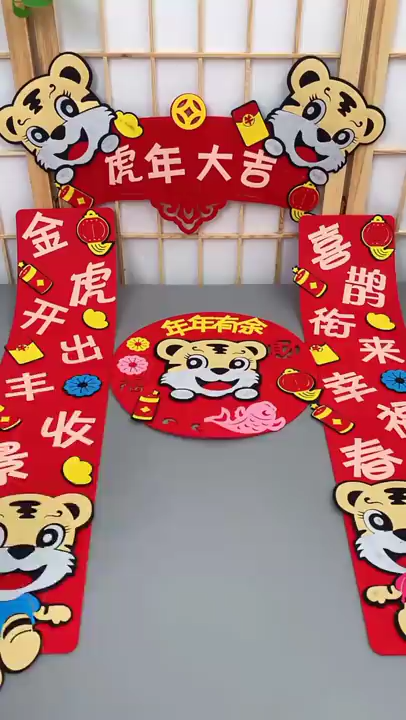 虎年大吉
金虎开出丰收景
年年有余
喜鹊衔来幸福春